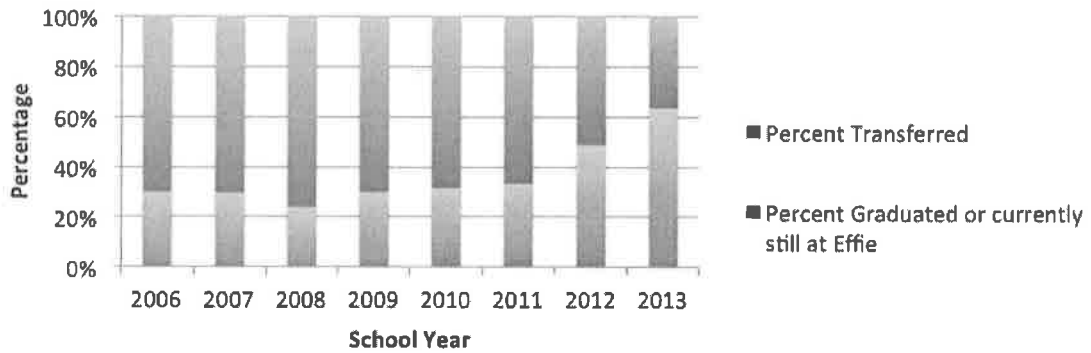 100%
80%
60%
40%
20%
0%
Percentage
2006 2007 2008 2009 2010 2011 2012 2013
School Year
Percent Transferred
Percent Graduated or currently
still at Effie